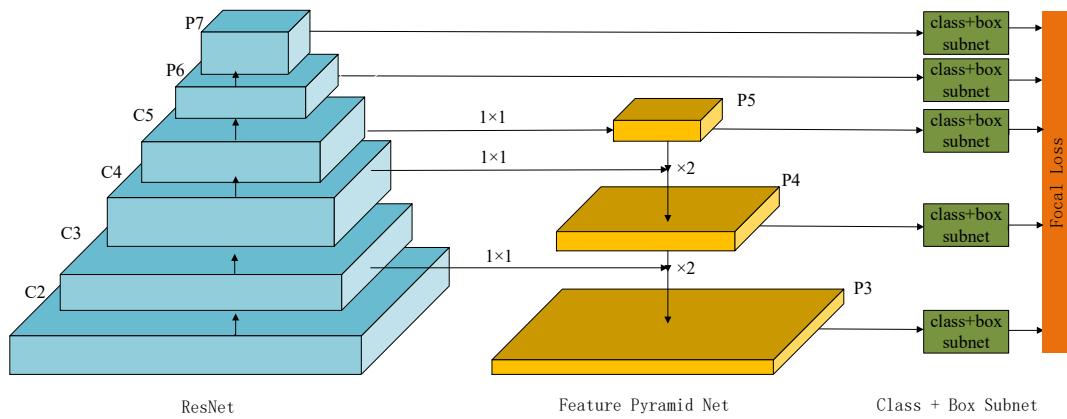 P7
class+box
subnet
P6
class+box
subnet
C5
1×1
P5
class+box
subnet
C4
1×1
×2
P4
class+box
subnet
Focal Loss
C3
1×1
×2
C2
P3
class+box
subnet
ResNet
Feature Pyramid Net
Class + Box Subnet